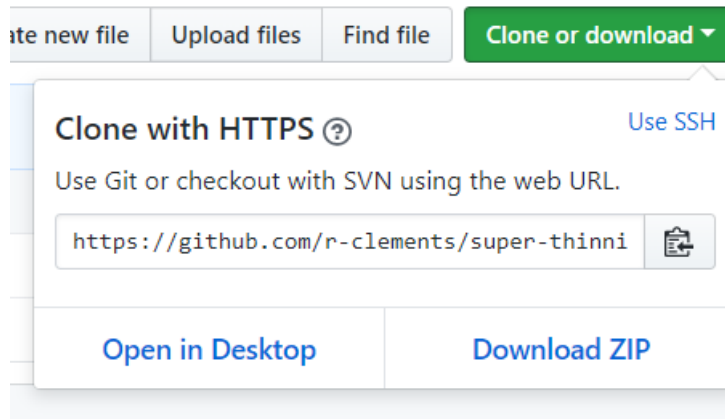 ate new file Upload files Find file Clone or download
Clone with HTTPS ? Use SSH
Use Git or checkout with SVN using the web URL.
https://github.com/r-clements/super-thinni
Open in Desktop Download ZIP